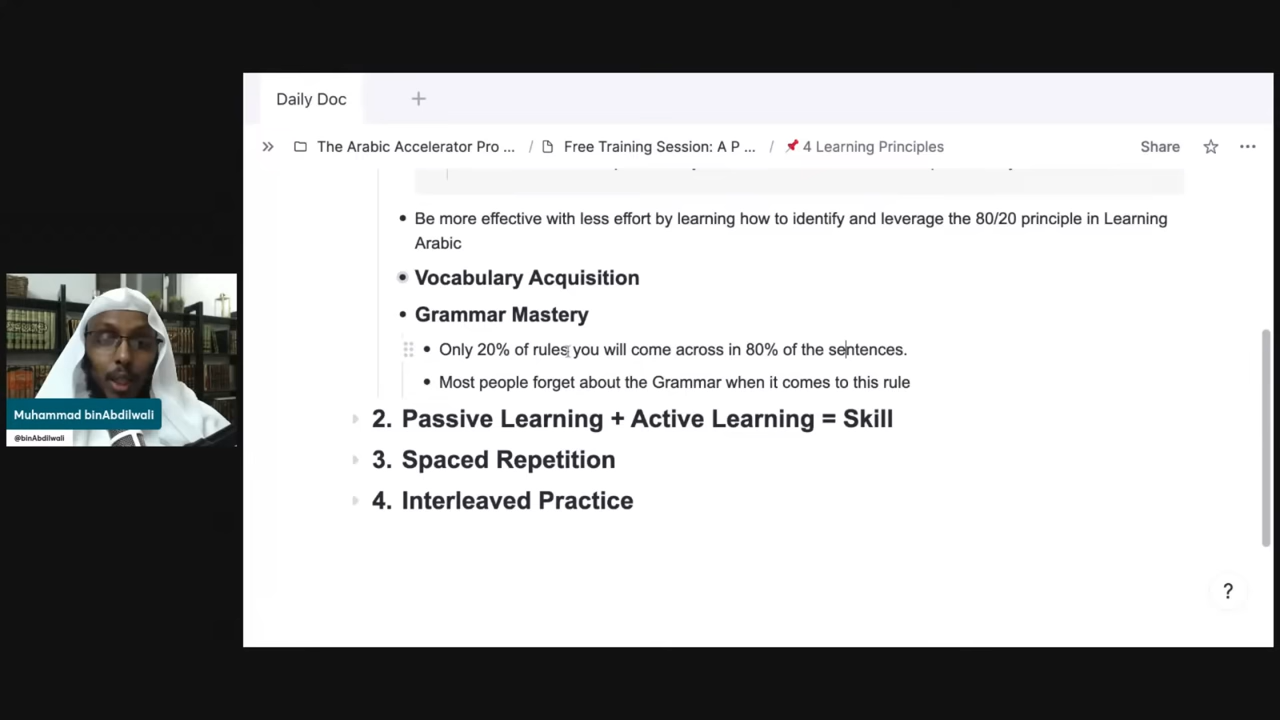 Daily Doc
The Arabic Accelerator Pro ... / Free Training Session: A P ... / 4 Learning Principles
Share
Be more effective with less effort by learning how to identify and leverage the 80/20 principle in Learning
Arabic
Vocabulary Acquisition
Grammar Mastery
Only 20% of rules you will come across in 80% of the sentences.
Most people forget about the Grammar when it comes to this rule
2. Passive Learning + Active Learning = Skill
3. Spaced Repetition
4. Interleaved Practice
?
Muhammad binAbdilwali
@binAbdilwali